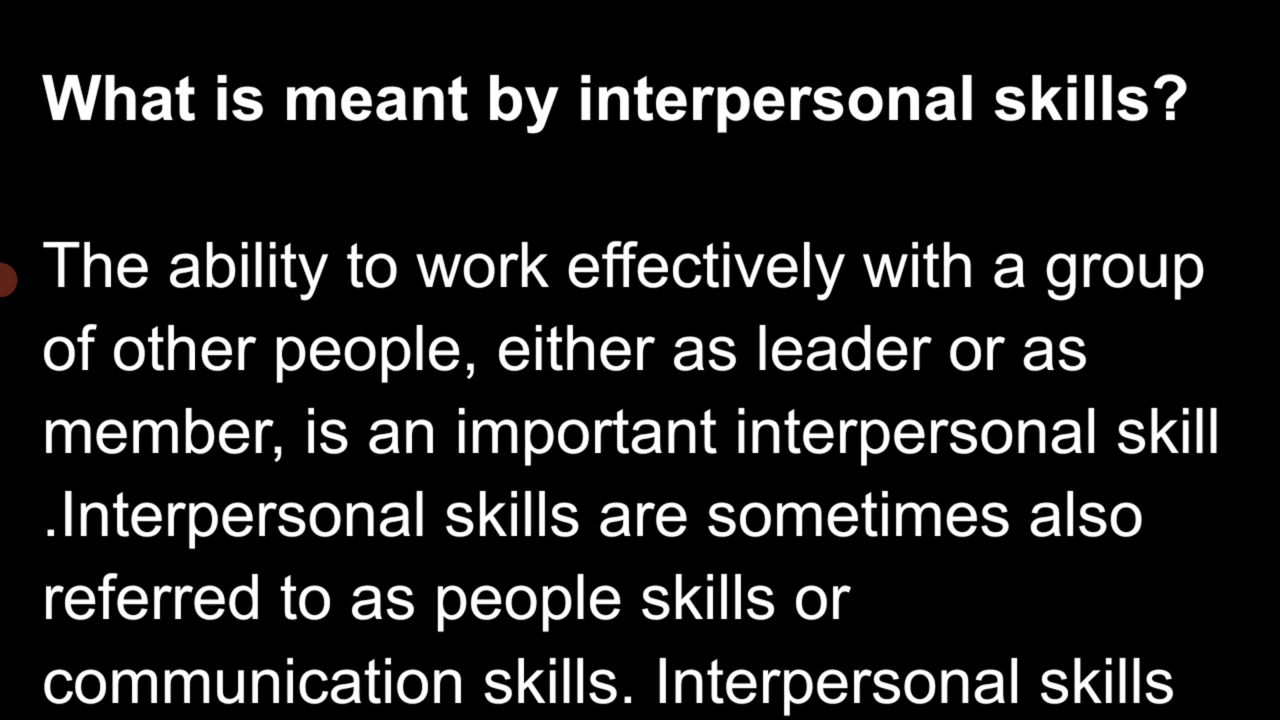 What is meant by interpersonal skills?
The ability to work effectively with a group
of other people, either as leader or as
member, is an important interpersonal skill
.Interpersonal skills are sometimes also
referred to as people skills or
communication skills. Interpersonal skills